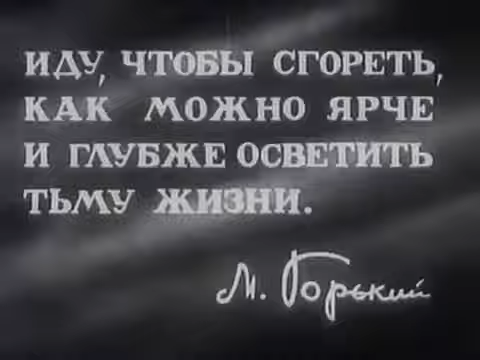 ИДУ, ЧТОБЫ СГОРЕТЬ,
КАК МОЖНО ЯРЧЕ
И ГЛУБЖЕ ОСВЕТИТЬ
ТЬМУ ЖИЗНИ.
М. Горький